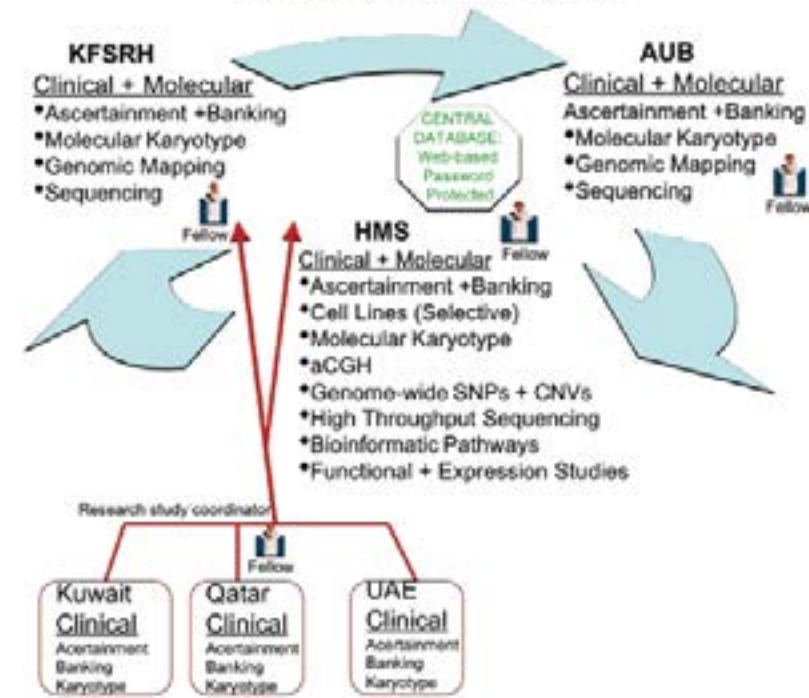 KFSRH
Clinical + Molecular
•Ascertainment +Banking
•Molecular Karyotype
•Genomic Mapping
•Sequencing
Fellow
CENTRAL
DATABASE:
Web-based
Password
Protected
AUB
Clinical + Molecular
Ascertainment +Banking
•Molecular Karyotype
•Genomic Mapping
•Sequencing
Fellow
HMS
Fellow
Clinical + Molecular
•Ascertainment +Banking
•Cell Lines (Selective)
•Molecular Karyotype
•aCGH
•Genome-wide SNPs + CNVs
•High Throughput Sequencing
•Bioinformatic Pathways
•Functional + Expression Studies
Research study coordinator
Fellow
Kuwait
Clinical
Acertainment
Banking
Karyotype
Qatar
Clinical
Acertainment
Banking
Karyotype
UAE
Clinical
Acertainment
Banking
Karyotype